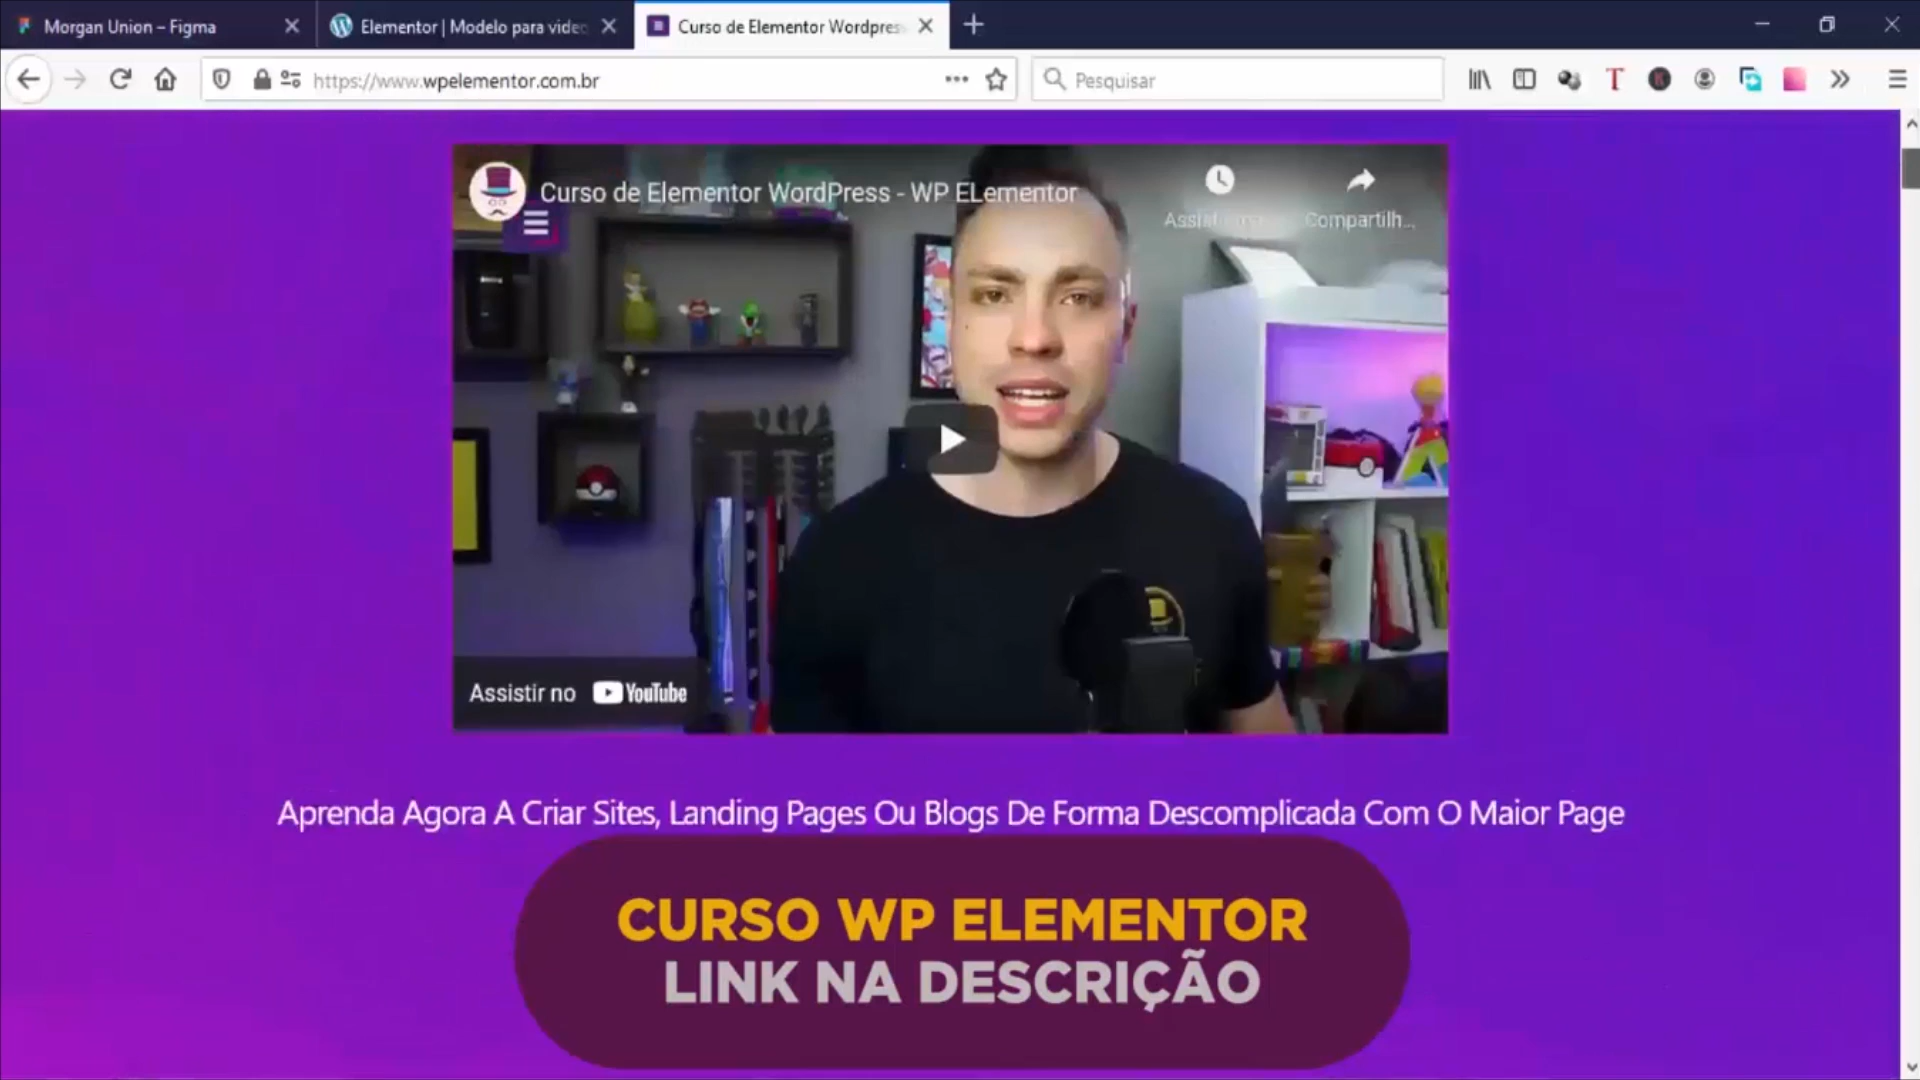 Morgan Union – Figma
Elementor | Modelo para video
Curso de Elementor Wordpress
https://www.wpelementor.com.br
Pesquisar
Curso de Elementor WordPress - WP ELementor
Compartilh...
Assistir no YouTube
Aprenda Agora A Criar Sites, Landing Pages Ou Blogs De Forma Descomplicada Com O Maior Page
CURSO WP ELEMENTOR
LINK NA DESCRIÇÃO